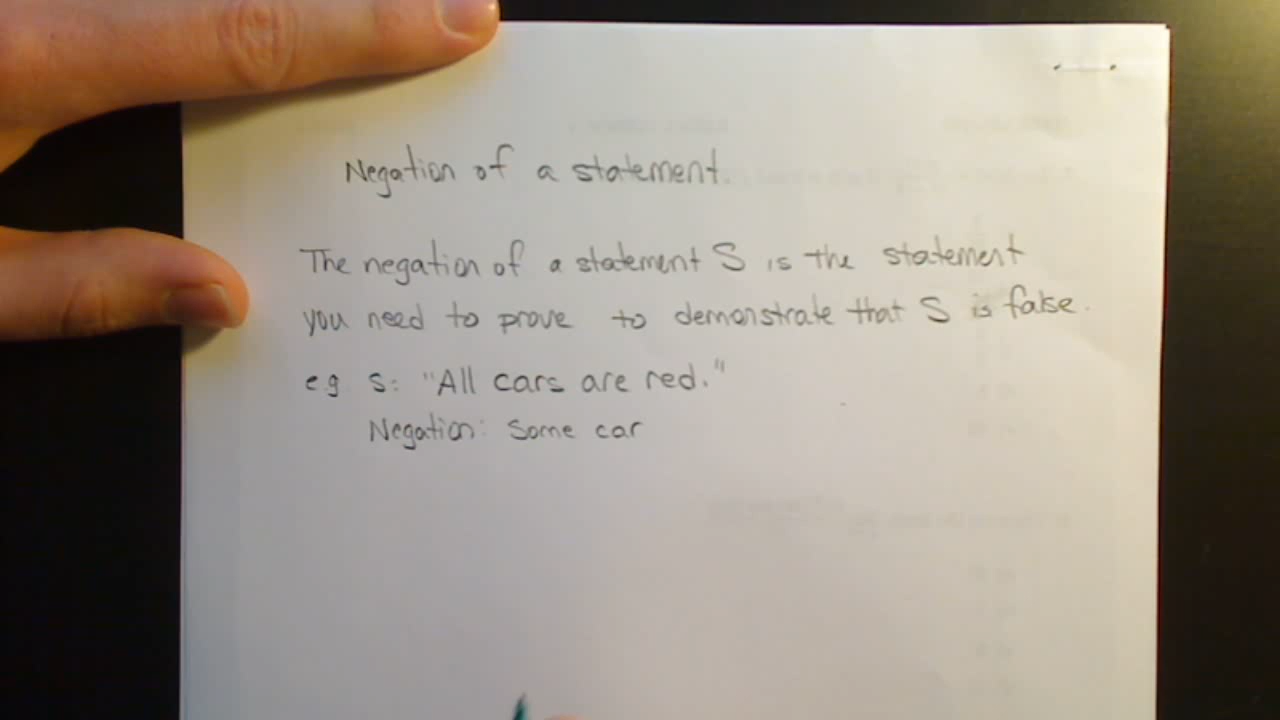 Negation of a statement.
The negation of a statement S is the statement
you need to prove to demonstrate that S is false.
e.g S: "All cars are red."
Negation: Some car